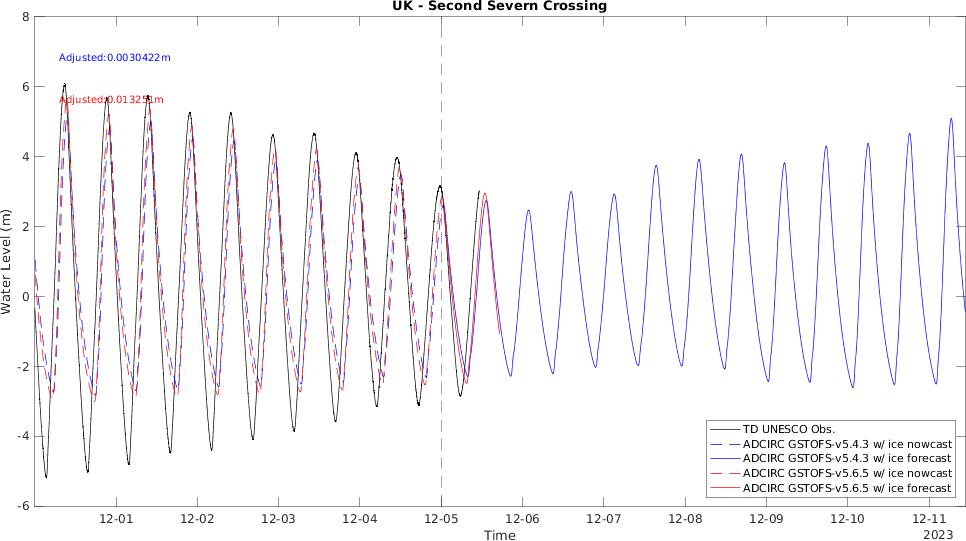 UK - Second Severn Crossing
8
6
4
2
0
-2
-4
-6
Water Level (m)
Adjusted:0.0030422m
Adjusted:0.013251m
TD UNESCO Obs.
ADCIRC GSTOFS-v5.4.3 w/ ice nowcast
ADCIRC GSTOFS-v5.4.3 w/ ice forecast
ADCIRC GSTOFS-v5.6.5 w/ ice nowcast
ADCIRC GSTOFS-v5.6.5 w/ ice forecast
12-01 12-02 12-03 12-04 12-05 12-06 12-07 12-08 12-09 12-10 12-11
Time
2023